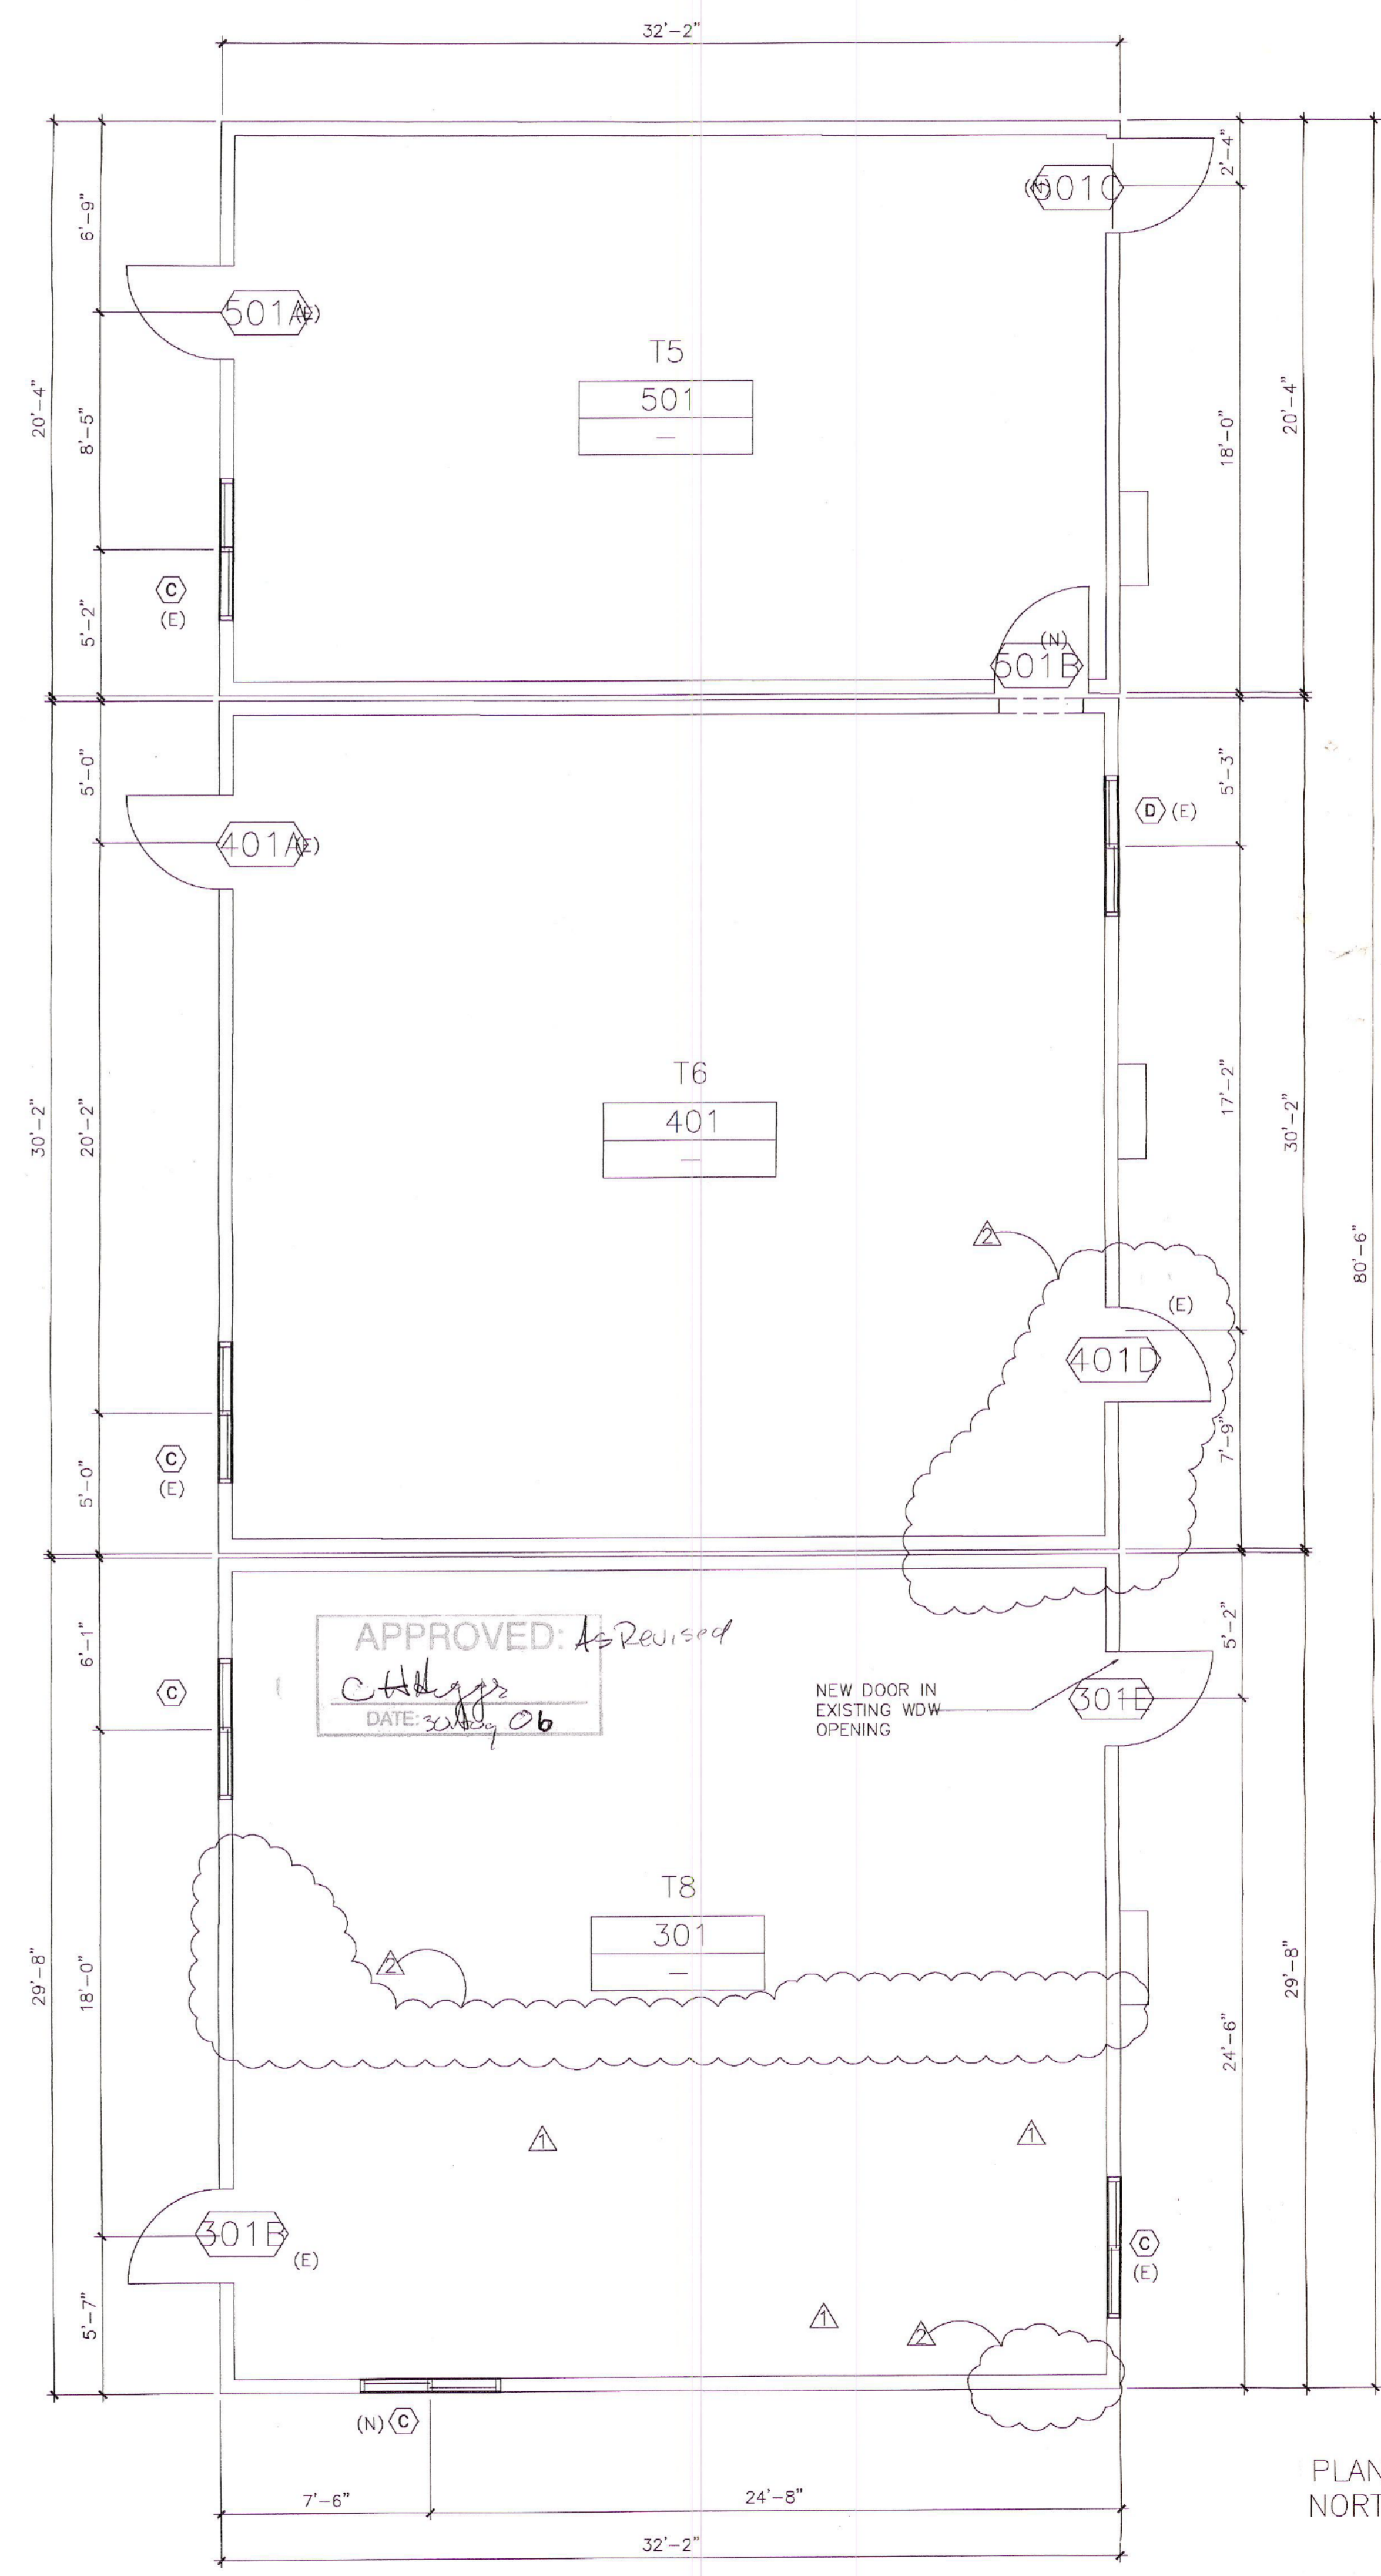 32'-2"
2'-4"
6'-9"
(N) 501C
501A (E)
T5
501
—
20'-4"
8'-5"
18'-0"
20'-4"
C
(E)
5'-2"
(N)
501B
5'-0"
5'-3"
D (E)
401A (E)
T6
401
—
30'-2"
20'-2"
17'-2"
30'-2"
80'-6"
2
(E)
401D
7'-9"
C
(E)
5'-0"
6'-1"
5'-2"
APPROVED: As Revised
DATE: 30 Aug 06
C
NEW DOOR IN
EXISTING WDW
OPENING
301E
T8
301
—
2
29'-8"
18'-0"
24'-6"
29'-8"
1
1
301B
(E)
C
(E)
5'-7"
1
2
(N) C
7'-6"
24'-8"
32'-2"
PLAN
NORT